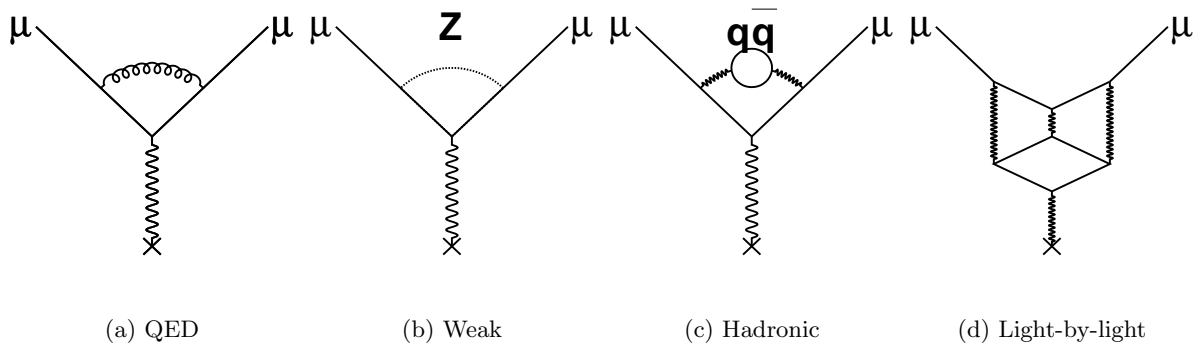 μ μ μ Z μ μ qq̅ μ μ μ
(a) QED (b) Weak (c) Hadronic (d) Light-by-light